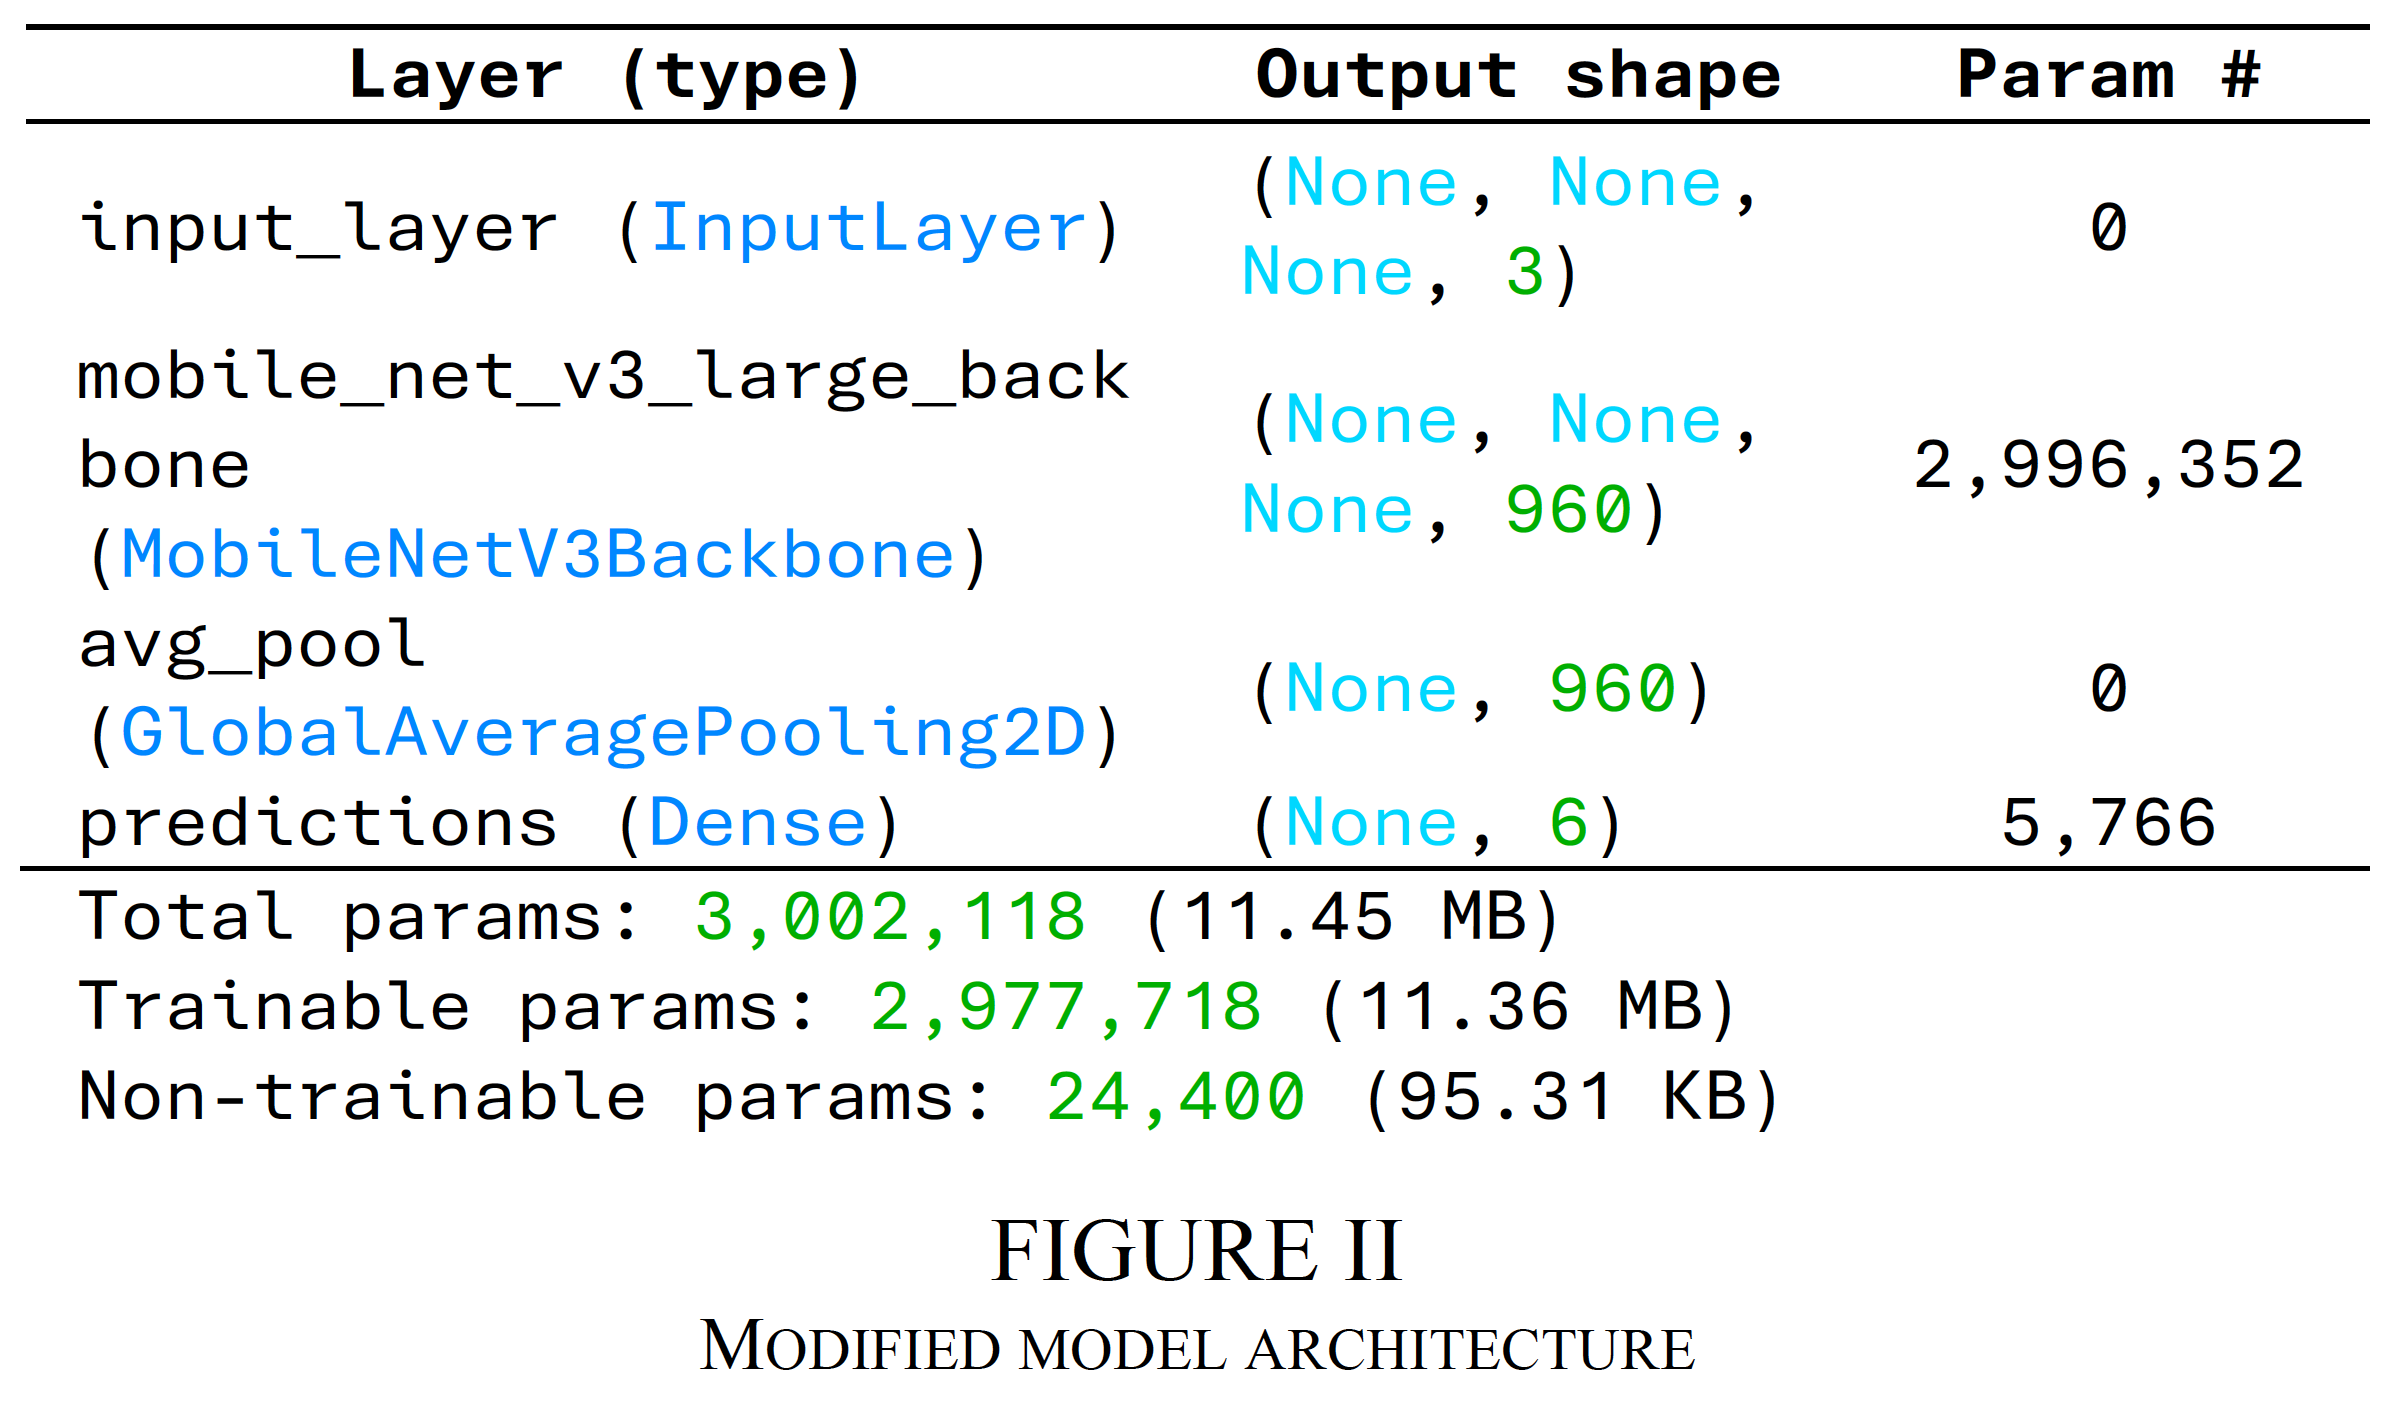 Layer (type) Output shape Param #
input_layer (InputLayer) (None, None, None, 3) 0
mobile_net_v3_large_back
bone
(MobileNetV3Backbone) (None, None, None, 960) 2,996,352
avg_pool
(GlobalAveragePooling2D) (None, 960) 0
predictions (Dense) (None, 6) 5,766
Total params: 3,002,118 (11.45 MB)
Trainable params: 2,977,718 (11.36 MB)
Non-trainable params: 24,400 (95.31 KB)
FIGURE II
MODIFIED MODEL ARCHITECTURE